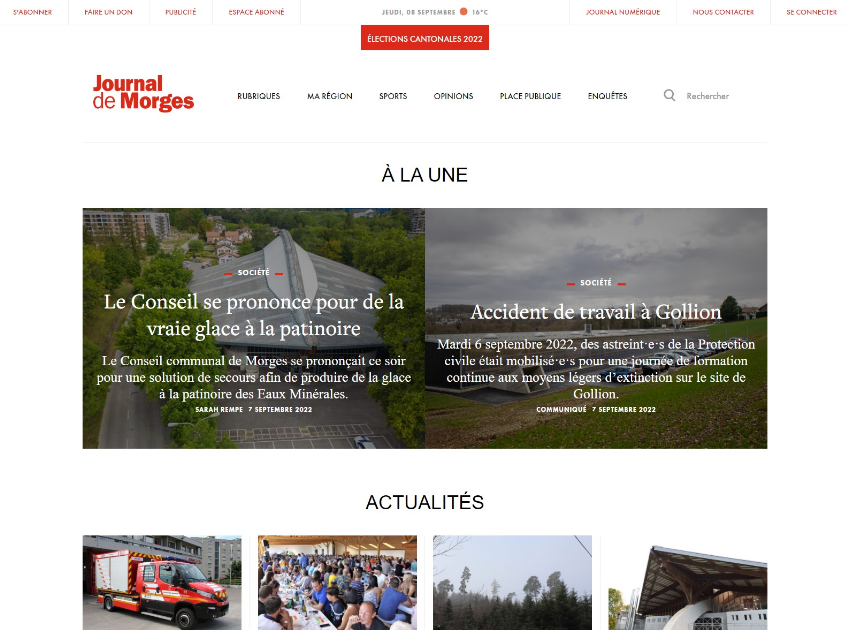 S'ABONNER
FAIRE UN DON
PUBLICITÉ
ESPACE ABONNÉ
JEUDI, 08 SEPTEMBRE 16°C
JOURNAL NUMÉRIQUE
NOUS CONTACTER
SE CONNECTER
ÉLECTIONS CANTONALES 2022
Journal
de Morges
RUBRIQUES
MA RÉGION
SPORTS
OPINIONS
PLACE PUBLIQUE
ENQUÊTES
Rechercher
À LA UNE
SOCIÉTÉ
Le Conseil se prononce pour de la
vraie glace à la patinoire
Le Conseil communal de Morges se prononçait ce soir
pour une solution de secours afin de produire de la glace
à la patinoire des Eaux Minérales.
SARAH REMPE 7 SEPTEMBRE 2022
SOCIÉTÉ
Accident de travail à Gollion
Mardi 6 septembre 2022, des astreint·e·s de la Protection
civile était mobilisé·e·s pour une journée de formation
continue aux moyens légers d'extinction sur le site de
Gollion.
COMMUNIQUÉ 7 SEPTEMBRE 2022
ACTUALITÉS